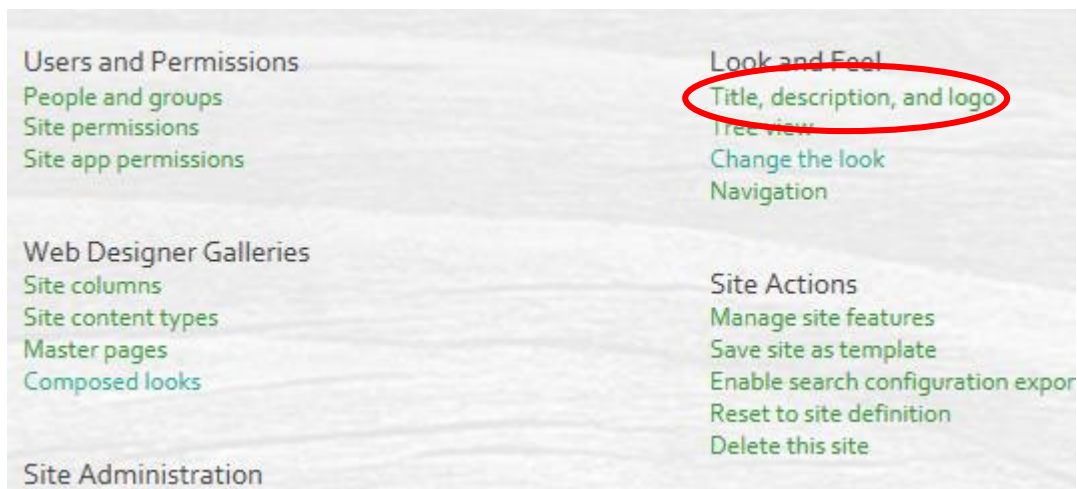 Users and Permissions
People and groups
Site permissions
Site app permissions
Web Designer Galleries
Site columns
Site content types
Master pages
Composed looks
Site Administration
Look and Feel
Title, description, and logo
Tree view
Change the look
Navigation
Site Actions
Manage site features
Save site as template
Enable search configuration expor
Reset to site definition
Delete this site